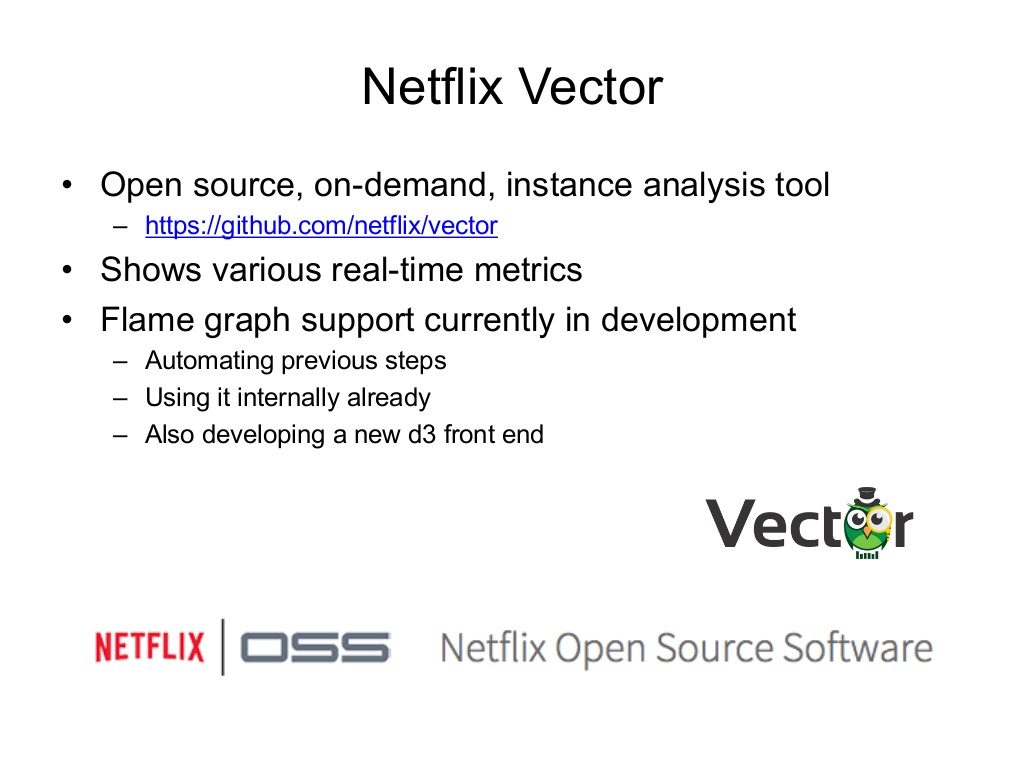 Netflix Vector
• Open source, on-demand, instance analysis tool
– https://github.com/netflix/vector
• Shows various real-time metrics
• Flame graph support currently in development
– Automating previous steps
– Using it internally already
– Also developing a new d3 front end
Vector
NETFLIX | OSS Netflix Open Source Software